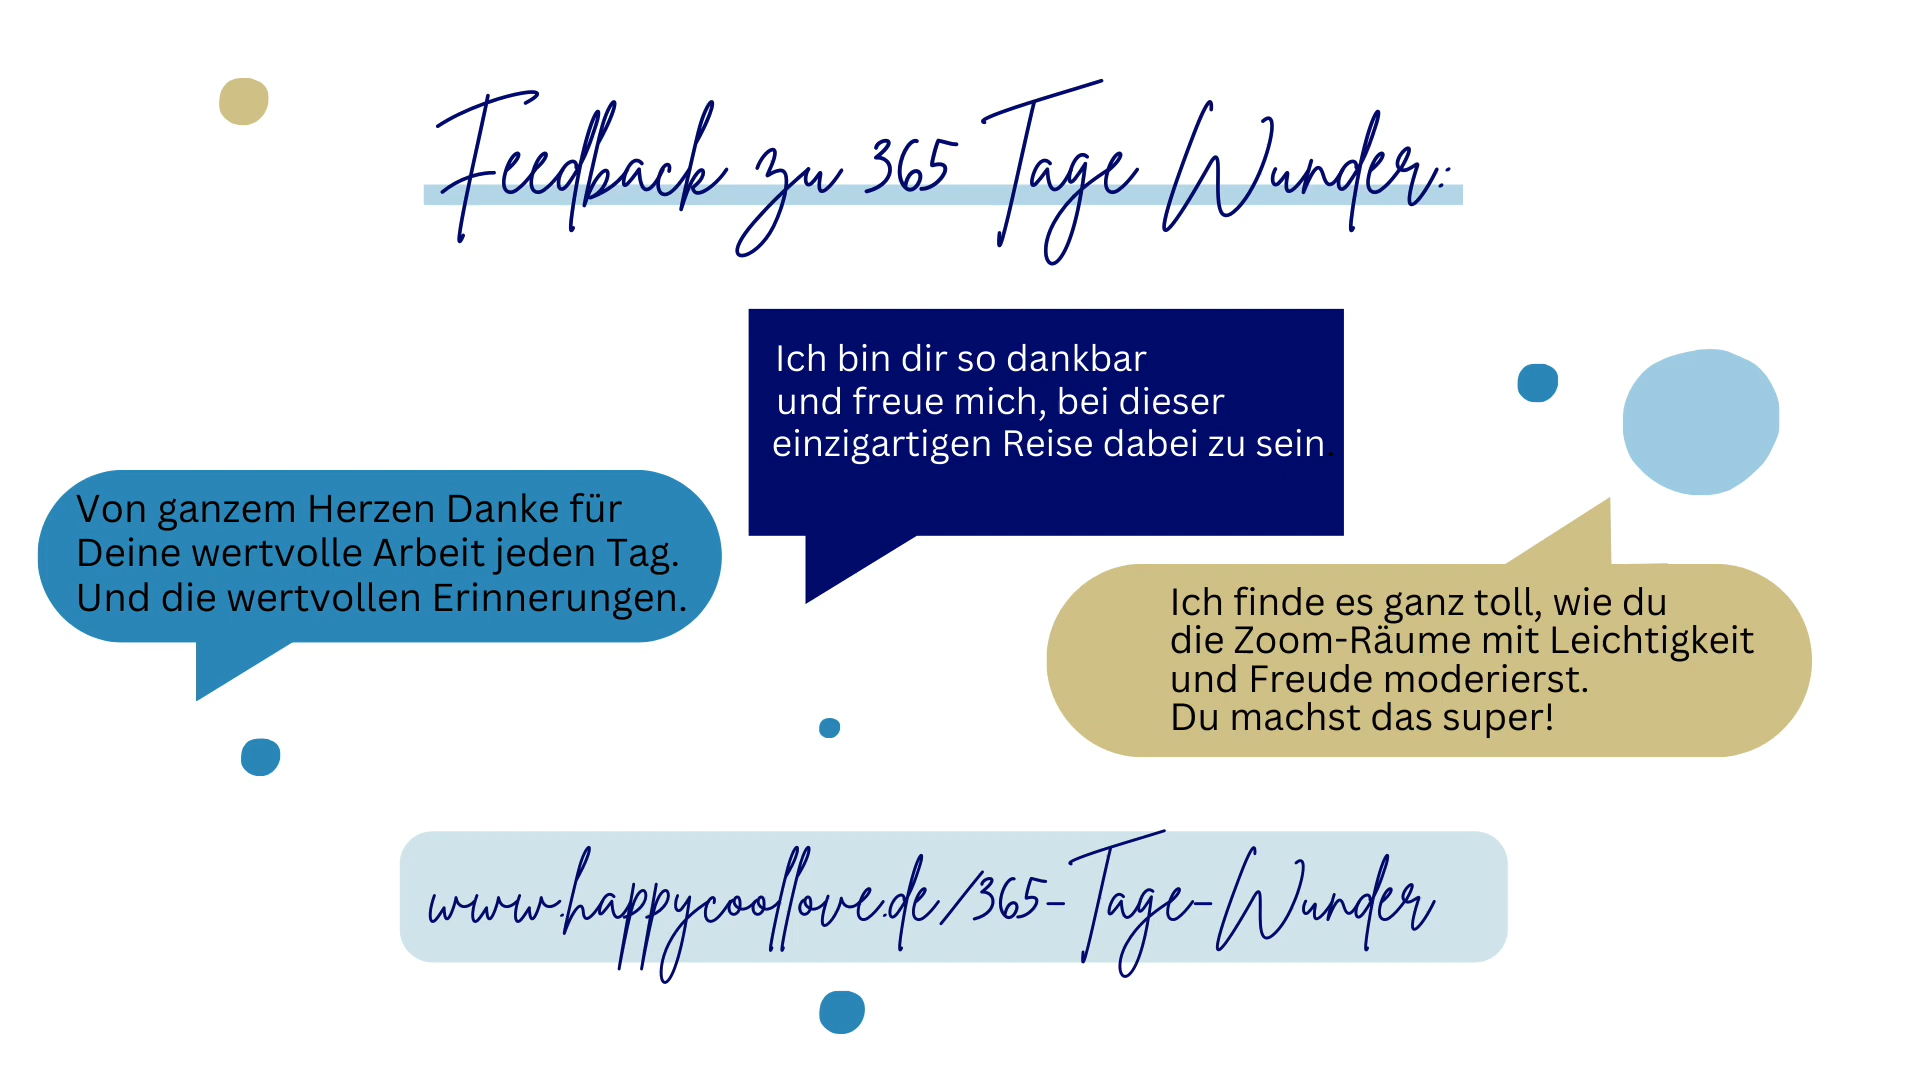 Feedback zu 365 Tage Wunder:
Ich bin dir so dankbar
und freue mich, bei dieser
einzigartigen Reise dabei zu sein.
Von ganzem Herzen Danke für
Deine wertvolle Arbeit jeden Tag.
Und die wertvollen Erinnerungen.
Ich finde es ganz toll, wie du
die Zoom-Räume mit Leichtigkeit
und Freude moderierst.
Du machst das super!
www.happycoollove.de/365-Tage-Wunder